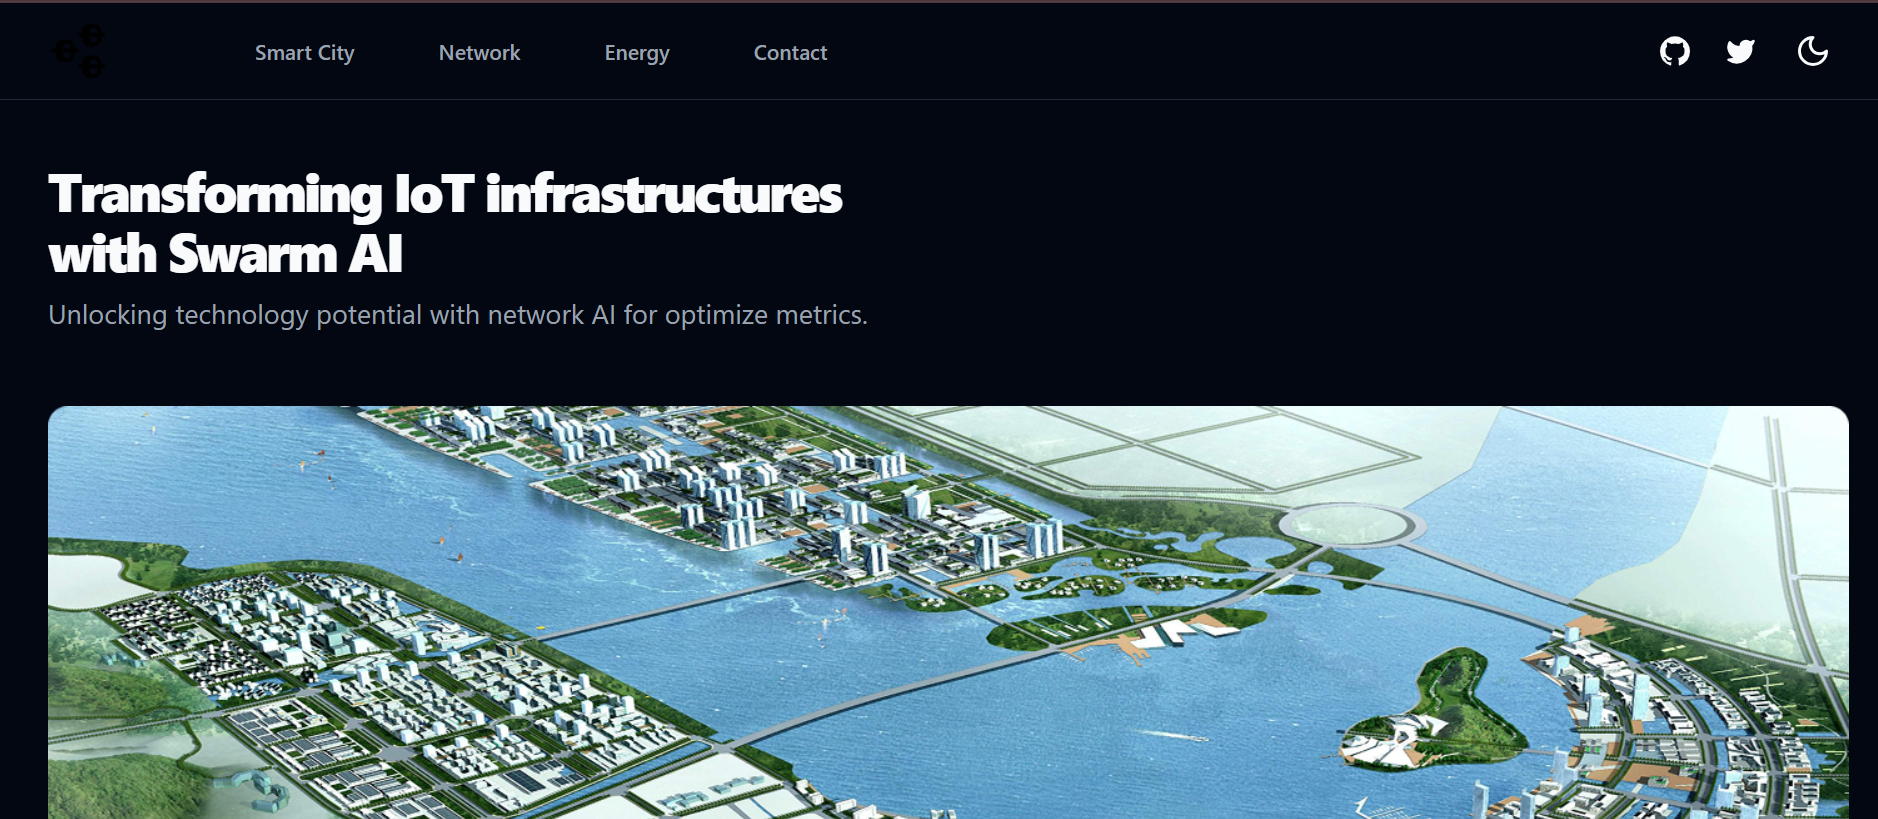 Smart City
Network
Energy
Contact
Transforming IoT infrastructures
with Swarm AI
Unlocking technology potential with network AI for optimize metrics.